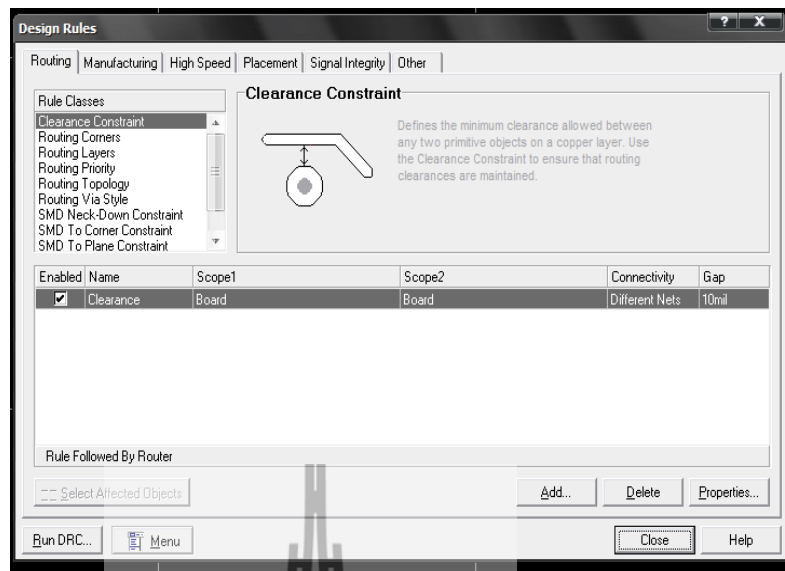 Design Rules
? X
Routing Manufacturing High Speed Placement Signal Integrity Other
Rule Classes
Clearance Constraint
Routing Corners
Routing Layers
Routing Priority
Routing Topology
Routing Via Style
SMD Neck-Down Constraint
SMD To Corner Constraint
SMD To Plane Constraint
Clearance Constraint
Defines the minimum clearance allowed between
any two primitive objects on a copper layer. Use
the Clearance Constraint to ensure that routing
clearances are maintained.
Enabled Name Scope1 Scope2 Connectivity Gap
Clearance Board Board Different Nets 10mil
Rule Followed By Router
Select Affected Objects Add... Delete Properties...
Run DRC... Menu Close Help